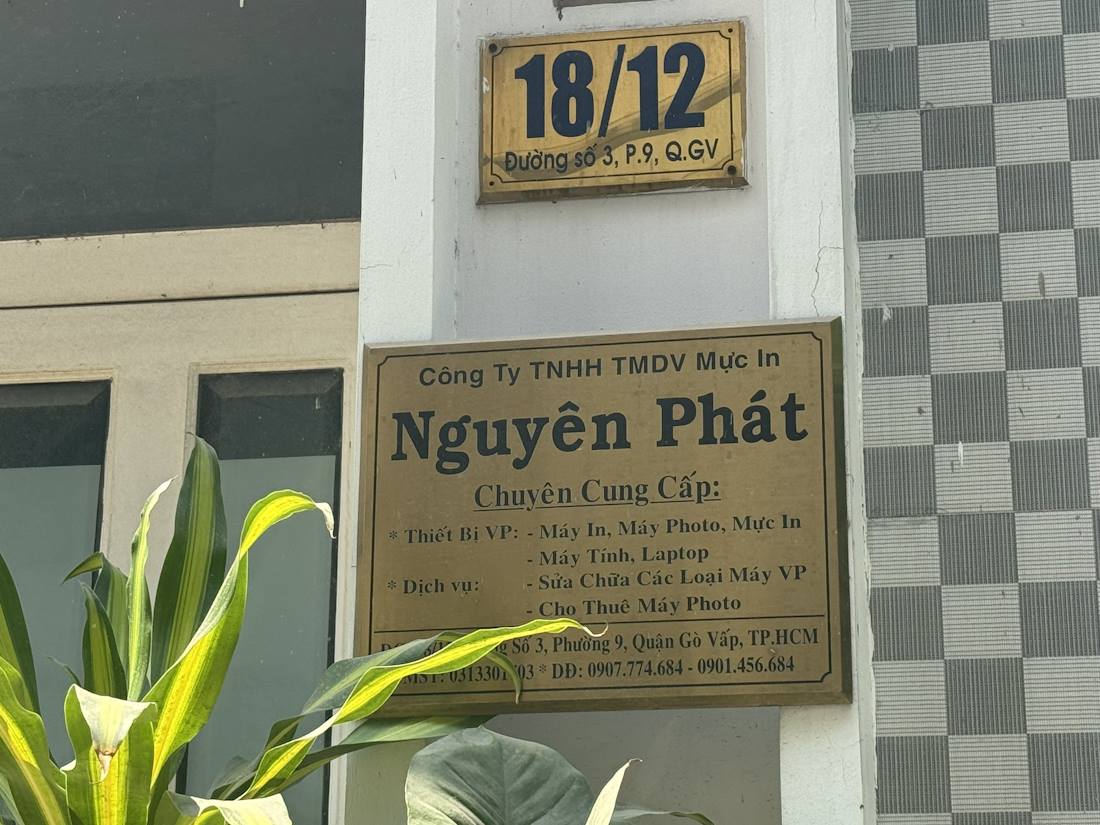 18/12
Đường số 3, P.9, Q.GV
Công Ty TNHH TMDV Mực In
Nguyên Phát
Chuyên Cung Cấp:
* Thiết Bị VP: - Máy In, Máy Photo, Mực In
- Máy Tính, Laptop
* Dịch vụ: - Sửa Chữa Các Loại Máy VP
- Cho Thuê Máy Photo
Số 3, Phường 9, Quận Gò Vấp, TP.HCM
MST: * DĐ: 0907.774.684 - 0901.456.684